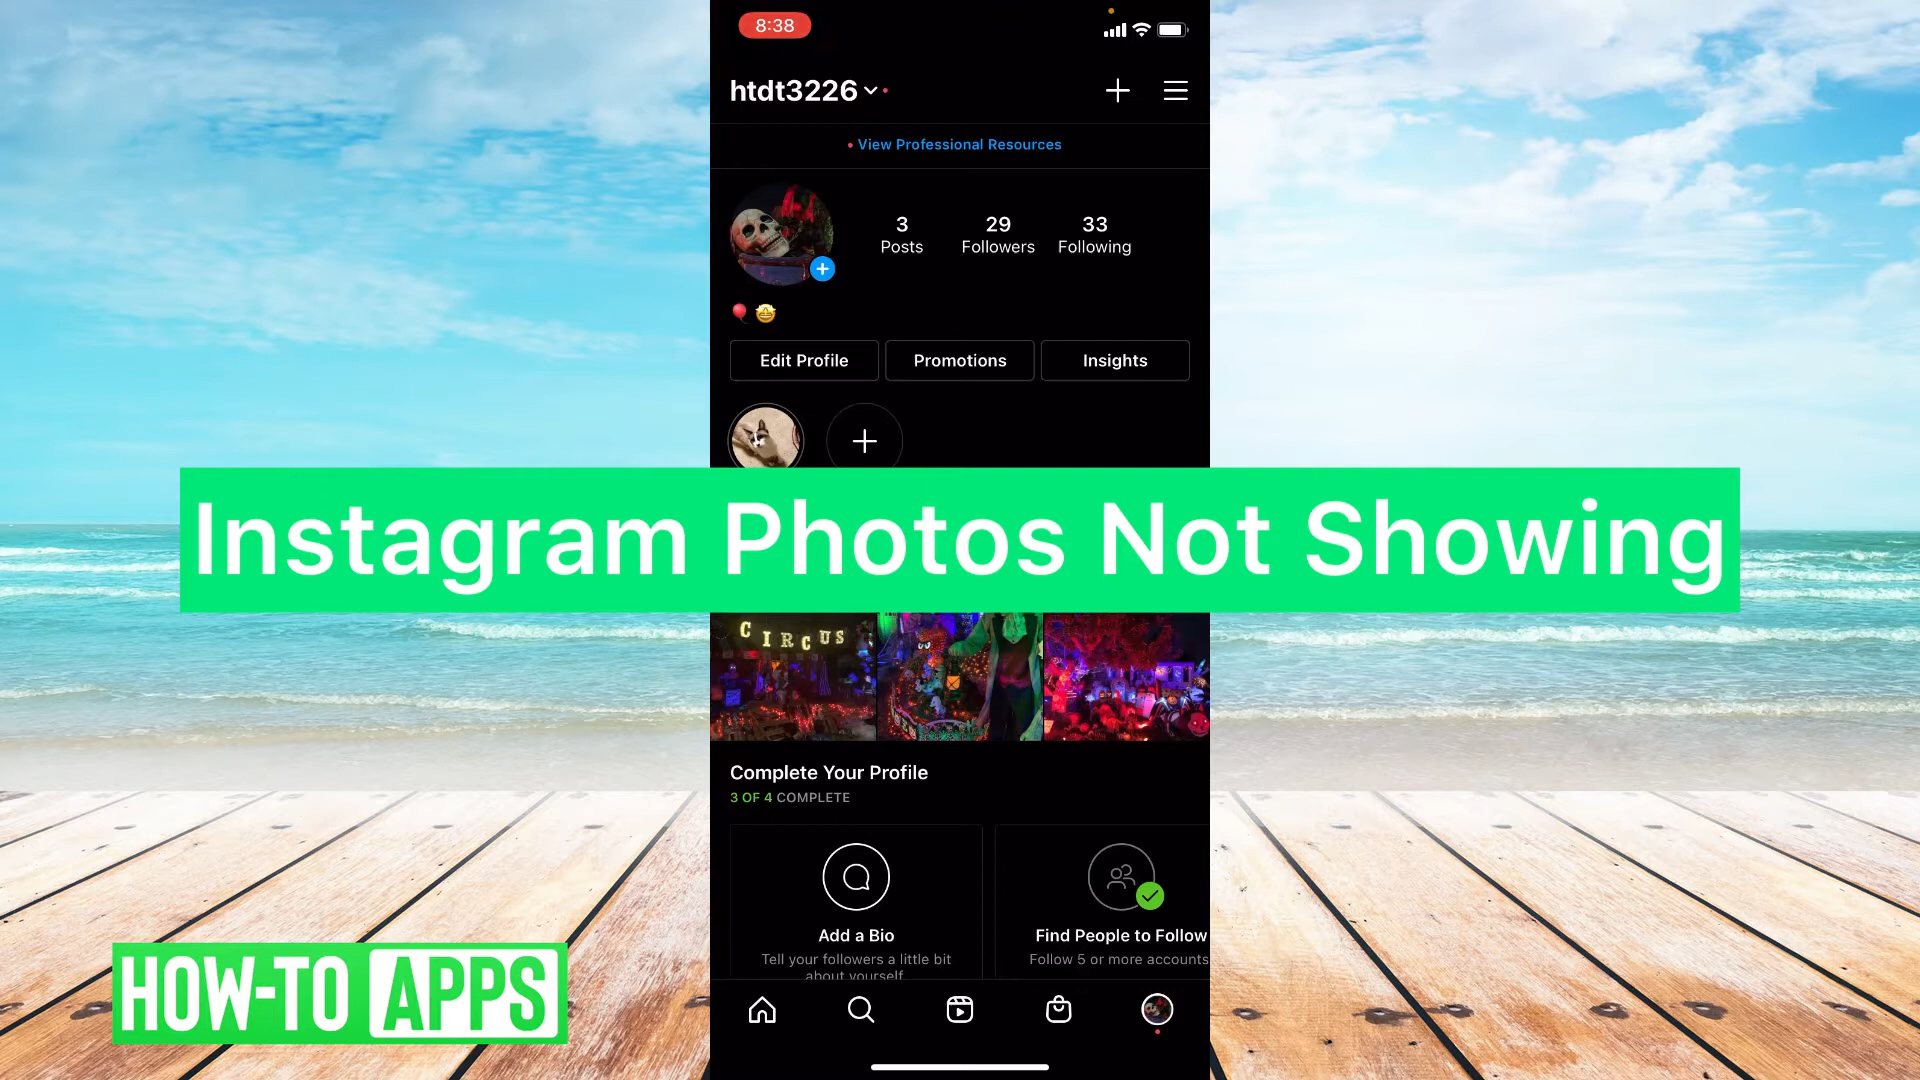 8:38
htdt3226
View Professional Resources
3 29 33
Posts Followers Following
Edit Profile Promotions Insights
Instagram Photos Not Showing
CIRCUS
Complete Your Profile
3 OF 4 COMPLETE
Add a Bio Find People to Follow
Tell your followers a little bit Follow 5 or more accounts
about yourself
HOW-TO APPS